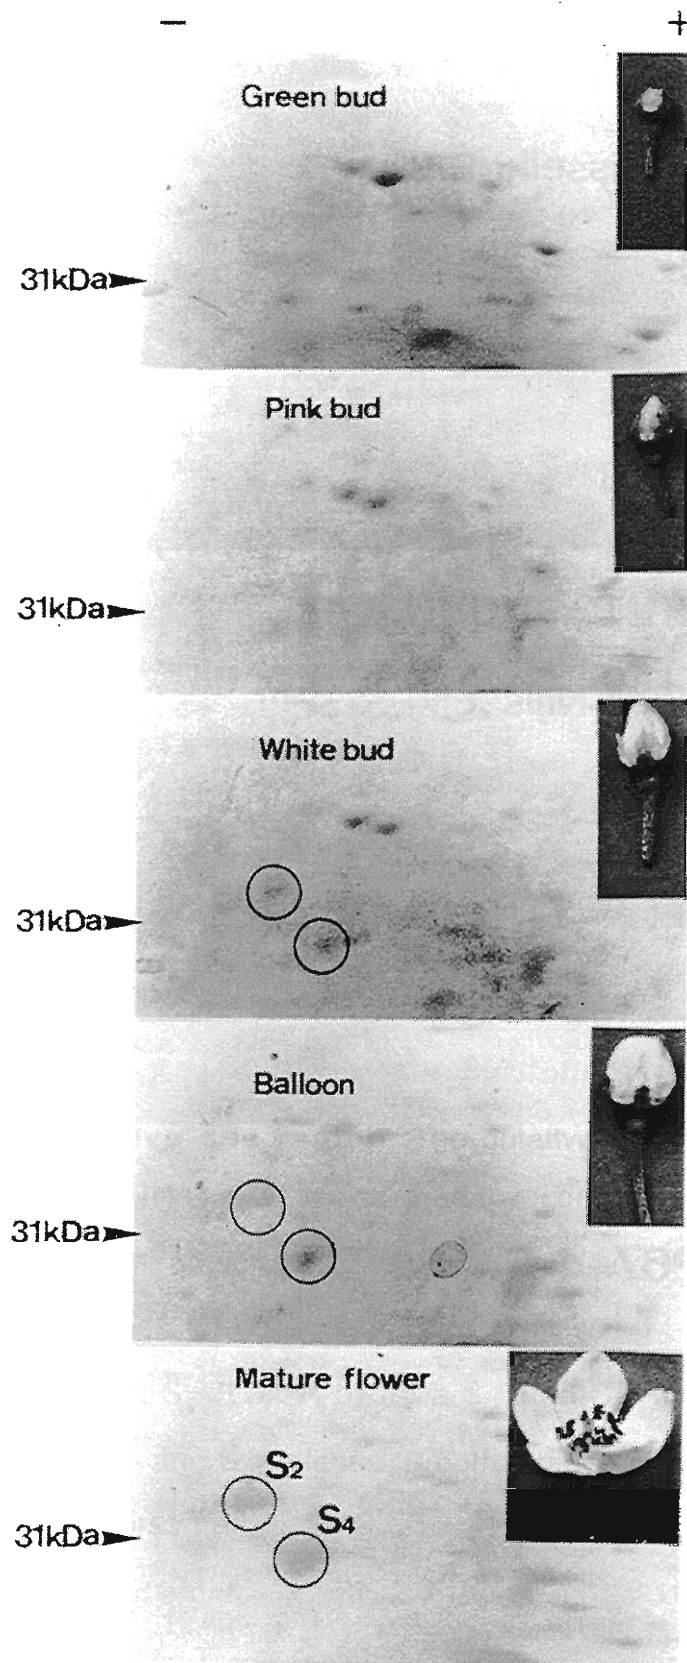 − +
Green bud
31kDa
Pink bud
31kDa
White bud
31kDa
Balloon
31kDa
Mature flower
S2
S4
31kDa